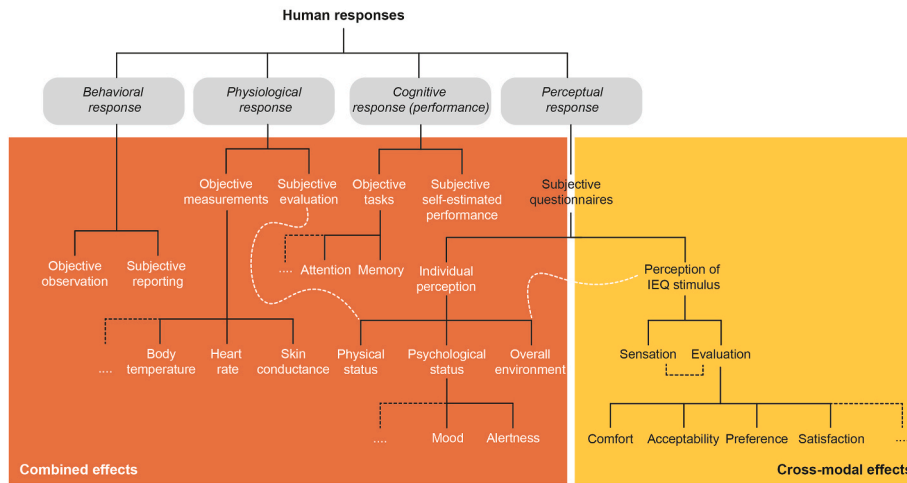 Human responses
Behavioral
response
Physiological
response
Cognitive
response (performance)
Perceptual
response
Objective
measurements
Subjective
evaluation
Objective
tasks
Subjective
self-estimated
performance
Subjective
questionnaires
Objective
observation
Subjective
reporting
....
Attention
Memory
Individual
perception
Perception of
IEQ stimulus
....
Body
temperature
Heart
rate
Skin
conductance
Physical
status
Psychological
status
Overall
environment
Sensation
Evaluation
....
Mood
Alertness
Comfort
Acceptability
Preference
Satisfaction
....
Combined effects
Cross-modal effects